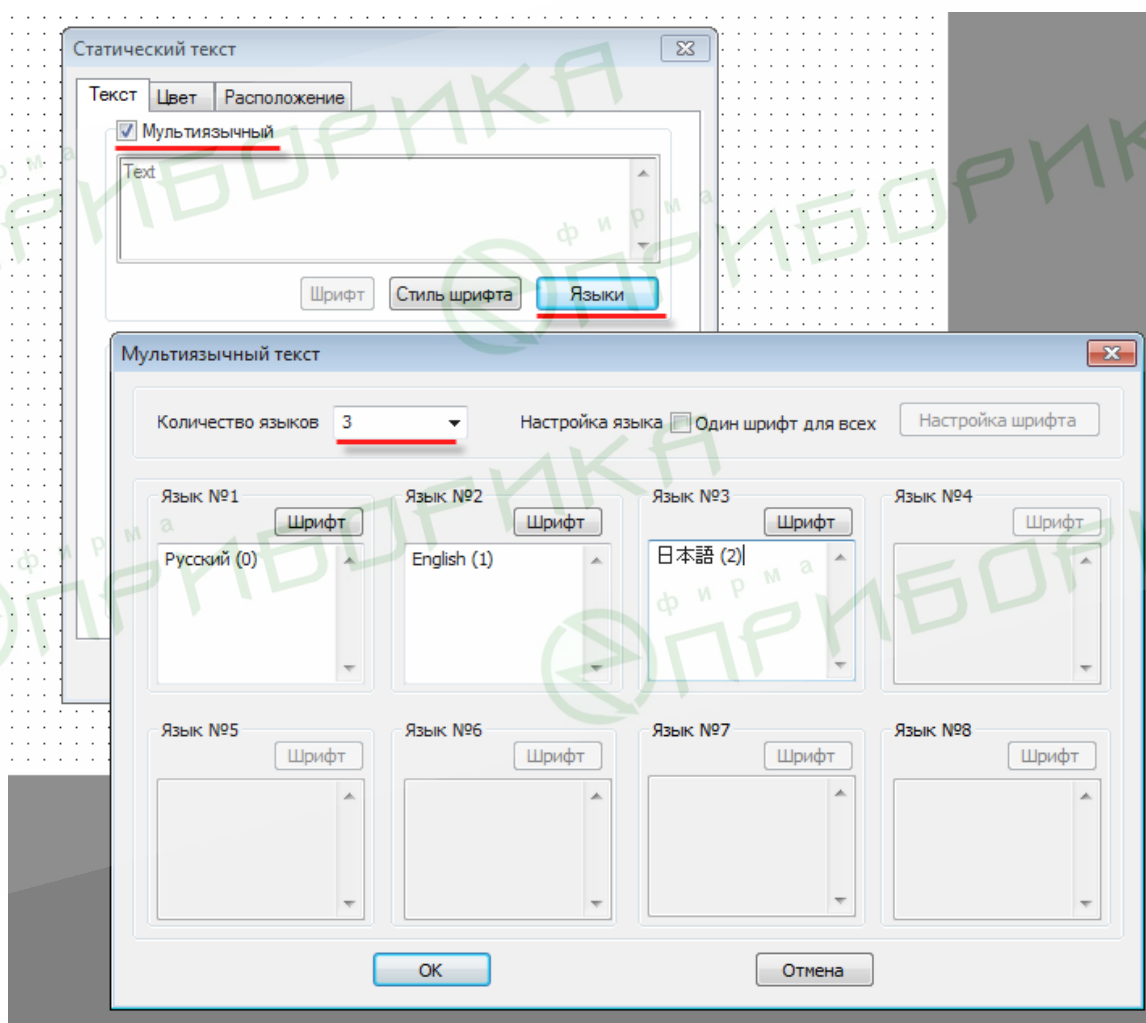 Статический текст
Текст Цвет Расположение
Мультиязычный
Text
Шрифт Стиль шрифта Языки
Мультиязычный текст
Количество языков 3 Настройка языка Один шрифт для всех Настройка шрифта
Язык №1 Язык №2 Язык №3 Язык №4
Шрифт Шрифт Шрифт Шрифт
Русский (0) English (1) 日本語 (2)
Язык №5 Язык №6 Язык №7 Язык №8
Шрифт Шрифт Шрифт Шрифт
OK Отмена
фирма
ПРИБОРИКА